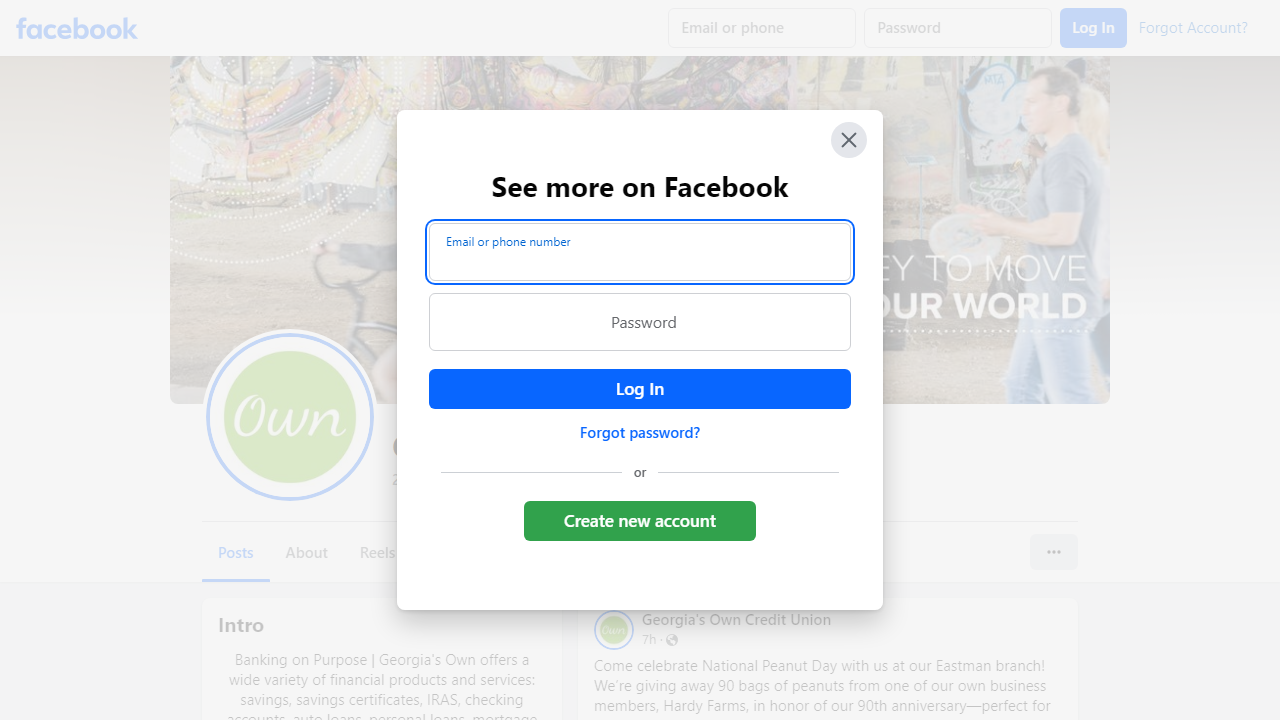 facebook
Email or phone
Password
Log In
Forgot Account?
MTA
EY TO MOVE
OUR WORLD
See more on Facebook
Email or phone number
Password
Log In
Forgot password?
or
Create new account
Own
Posts
About
Reels
Intro
Banking on Purpose | Georgia's Own offers a
wide variety of financial products and services:
savings, savings certificates, IRAS, checking
accounts, auto loans, personal loans, mortgage
Own
Georgia's Own Credit Union
7h ·
Come celebrate National Peanut Day with us at our Eastman branch!
We're giving away 90 bags of peanuts from one of our own business
members, Hardy Farms, in honor of our 90th anniversary—perfect for